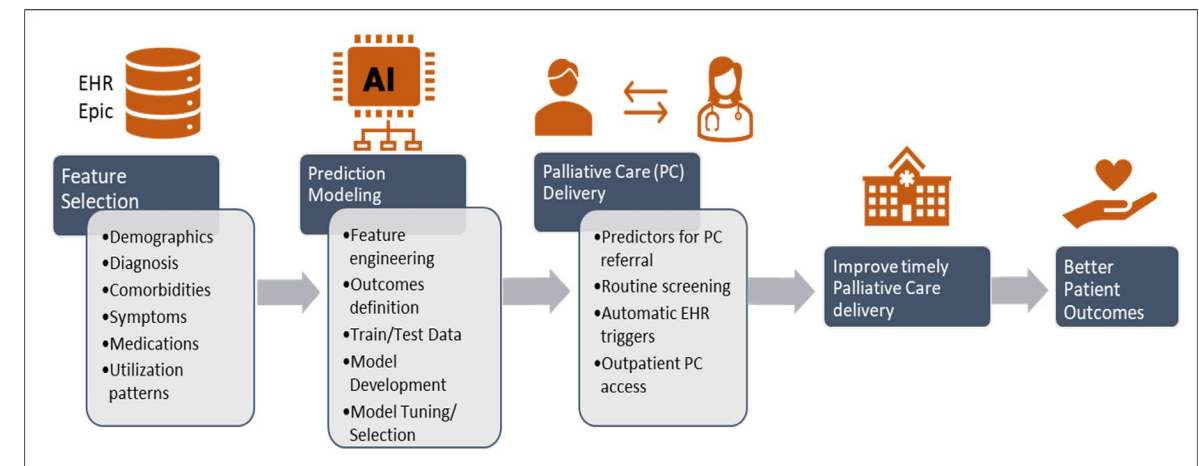 EHR
Epic
AI
Feature
Selection
•Demographics
•Diagnosis
•Comorbidities
•Symptoms
•Medications
•Utilization
patterns
Prediction
Modeling
•Feature
engineering
•Outcomes
definition
•Train/Test Data
•Model
Development
•Model Tuning/
Selection
Palliative Care (PC)
Delivery
•Predictors for PC
referral
•Routine screening
•Automatic EHR
triggers
•Outpatient PC
access
Improve timely
Palliative Care
delivery
Better
Patient
Outcomes